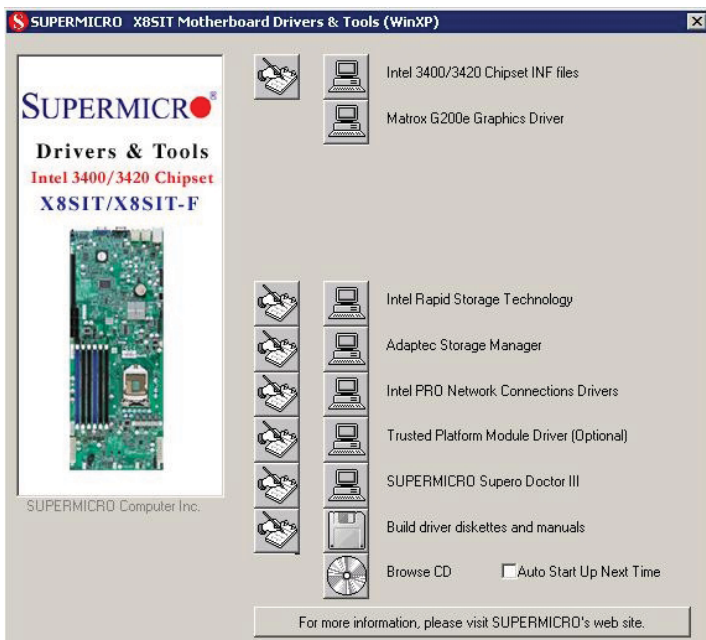 SUPERMICRO X8SIT Motherboard Drivers & Tools (WinXP)
SUPERMICRO®
Drivers & Tools
Intel 3400/3420 Chipset
X8SIT/X8SIT-F
SUPERMICRO Computer Inc.
Intel 3400/3420 Chipset INF files
Matrox G200e Graphics Driver
Intel Rapid Storage Technology
Adaptec Storage Manager
Intel PRO Network Connections Drivers
Trusted Platform Module Driver (Optional)
SUPERMICRO Supero Doctor III
Build driver diskettes and manuals
Browse CD Auto Start Up Next Time
For more information, please visit SUPERMICRO's web site.